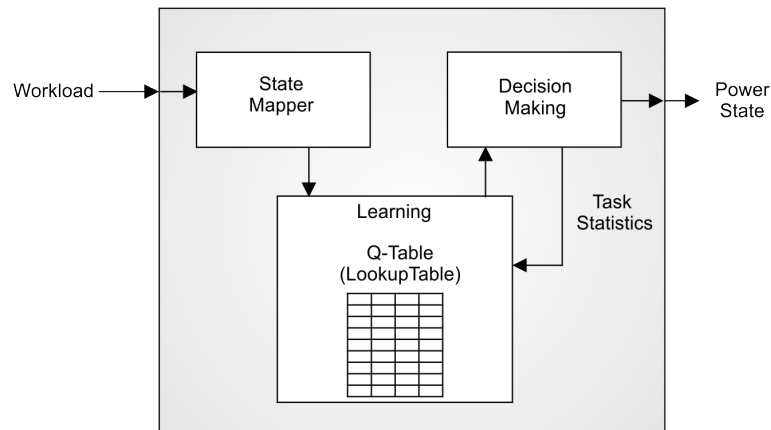 Workload
State
Mapper
Decision
Making
Power
State
Task
Statistics
Learning
Q-Table
(LookupTable)